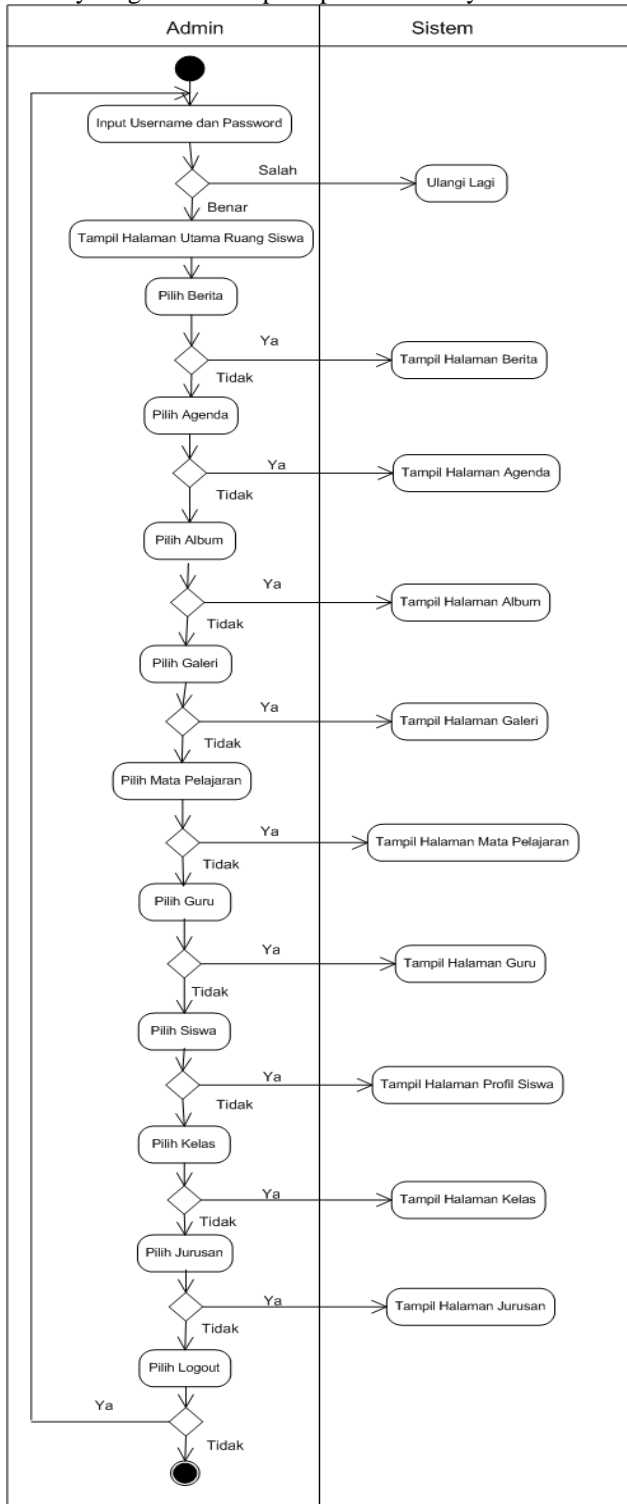 Admin Sistem
Input Username dan Password
Salah
Ulangi Lagi
Benar
Tampil Halaman Utama Ruang Siswa
Pilih Berita
Ya
Tampil Halaman Berita
Tidak
Pilih Agenda
Ya
Tampil Halaman Agenda
Tidak
Pilih Album
Ya
Tampil Halaman Album
Tidak
Pilih Galeri
Ya
Tampil Halaman Galeri
Tidak
Pilih Mata Pelajaran
Ya
Tampil Halaman Mata Pelajaran
Tidak
Pilih Guru
Ya
Tampil Halaman Guru
Tidak
Pilih Siswa
Ya
Tampil Halaman Profil Siswa
Tidak
Pilih Kelas
Ya
Tampil Halaman Kelas
Tidak
Pilih Jurusan
Ya
Tampil Halaman Jurusan
Tidak
Pilih Logout
Ya
Tidak